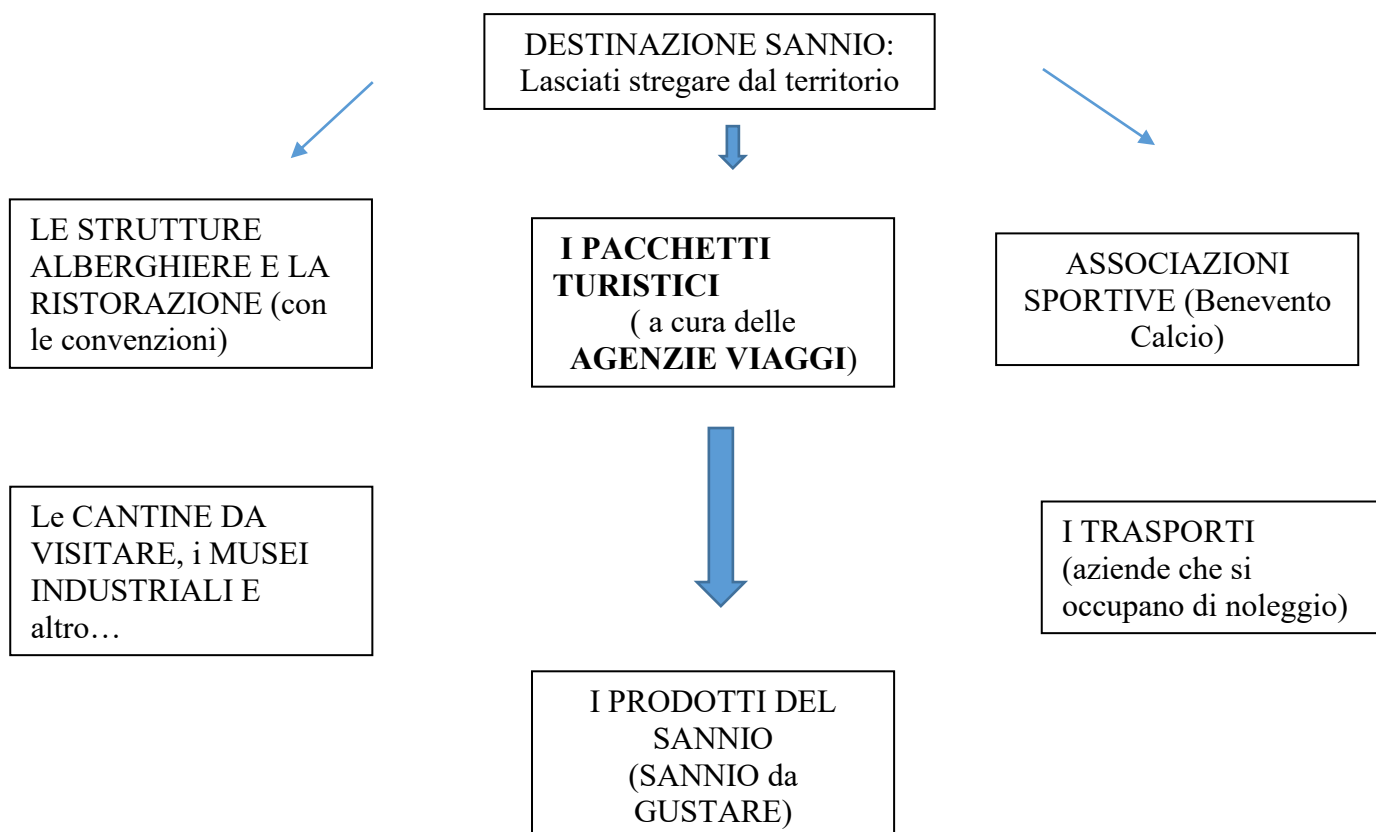 DESTINAZIONE SANNIO:
Lasciati stregare dal territorio
LE STRUTTURE
ALBERGHIERE E LA
RISTORAZIONE (con
le convenzioni)
I PACCHETTI
TURISTICI
( a cura delle
AGENZIE VIAGGI)
ASSOCIAZIONI
SPORTIVE (Benevento
Calcio)
Le CANTINE DA
VISITARE, i MUSEI
INDUSTRIALI E
altro…
I TRASPORTI
(aziende che si
occupano di noleggio)
I PRODOTTI DEL
SANNIO
(SANNIO da
GUSTARE)